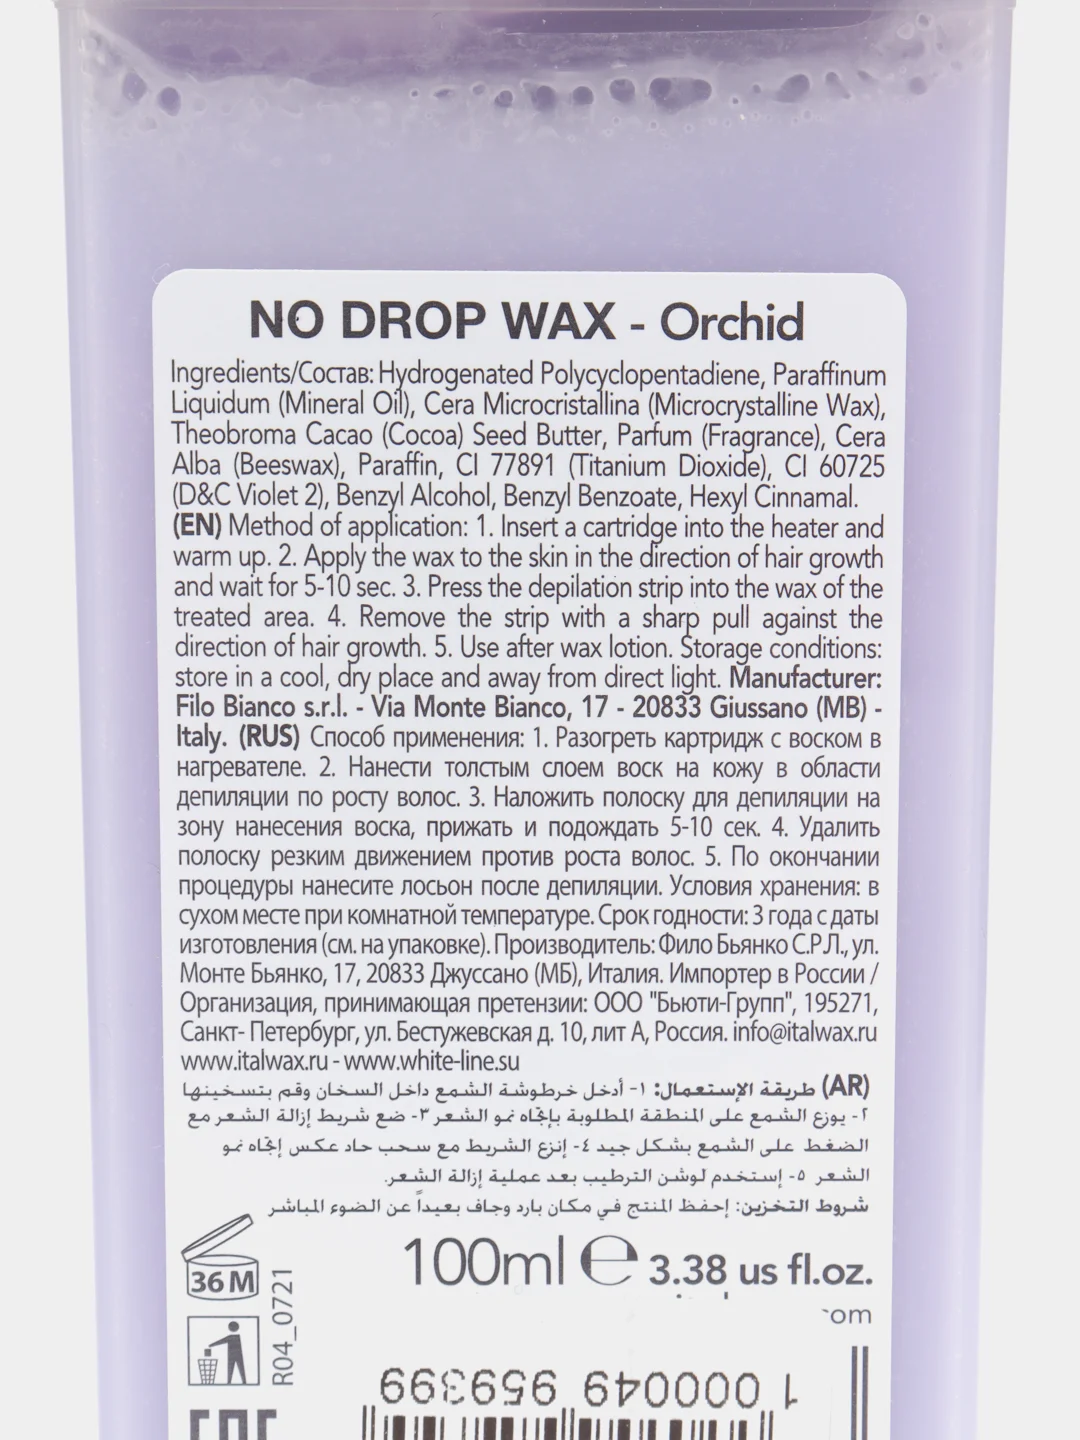 NO DROP WAX - Orchid
Ingredients/Состав: Hydrogenated Polycyclopentadiene, Paraffinum
Liquidum (Mineral Oil), Cera Microcristallina (Microcrystalline Wax),
Theobroma Cacao (Cocoa) Seed Butter, Parfum (Fragrance), Cera
Alba (Beeswax), Paraffin, CI 77891 (Titanium Dioxide), CI 60725
(D&C Violet 2), Benzyl Alcohol, Benzyl Benzoate, Hexyl Cinnamal.
(EN) Method of application: 1. Insert a cartridge into the heater and
warm up. 2. Apply the wax to the skin in the direction of hair growth
and wait for 5-10 sec. 3. Press the depilation strip into the wax of the
treated area. 4. Remove the strip with a sharp pull against the
direction of hair growth. 5. Use after wax lotion. Storage conditions:
store in a cool, dry place and away from direct light. Manufacturer:
Filo Bianco s.r.l. - Via Monte Bianco, 17 - 20833 Giussano (MB) -
Italy. (RUS) Способ применения: 1. Разогреть картридж с воском в
нагревателе. 2. Нанести толстым слоем воск на кожу в области
депиляции по росту волос. 3. Наложить полоску для депиляции на
зону нанесения воска, прижать и подождать 5-10 сек. 4. Удалить
полоску резким движением против роста волос. 5. По окончании
процедуры нанесите лосьон после депиляции. Условия хранения: в
сухом месте при комнатной температуре. Срок годности: 3 года с даты
изготовления (см. на упаковке). Производитель: Фило Бьянко С.Р.Л., ул.
Монте Бьянко, 17, 20833 Джуссано (МБ), Италия. Импортер в России /
Организация, принимающая претензии: ООО "Бьюти-Групп", 195271,
Санкт- Петербург, ул. Бестужевская д. 10, лит А, Россия. info@italwax.ru
www.italwax.ru - www.white-line.su
(AR) طريقة الإستعمال: ١- أدخل خرطوشة الشمع داخل السخان وقم بتسخينها
٢- يوزع الشمع على المنطقة المطلوبة بإتجاه نمو الشعر ٣- ضع شريط إزالة الشعر مع
الضغط على الشمع بشكل جيد ٤- إنزع الشريط مع سحب حاد عكس إتجاه نمو
الشعر ٥- إستخدم لوشن الترطيب بعد عملية إزالة الشعر.
شروط التخزين: إحفظ المنتج في مكان بارد وجاف بعيداً عن الضوء المباشر
100ml e 3.38 us fl.oz.
36 M
R04_0721
om
1 000049 959399
EAC